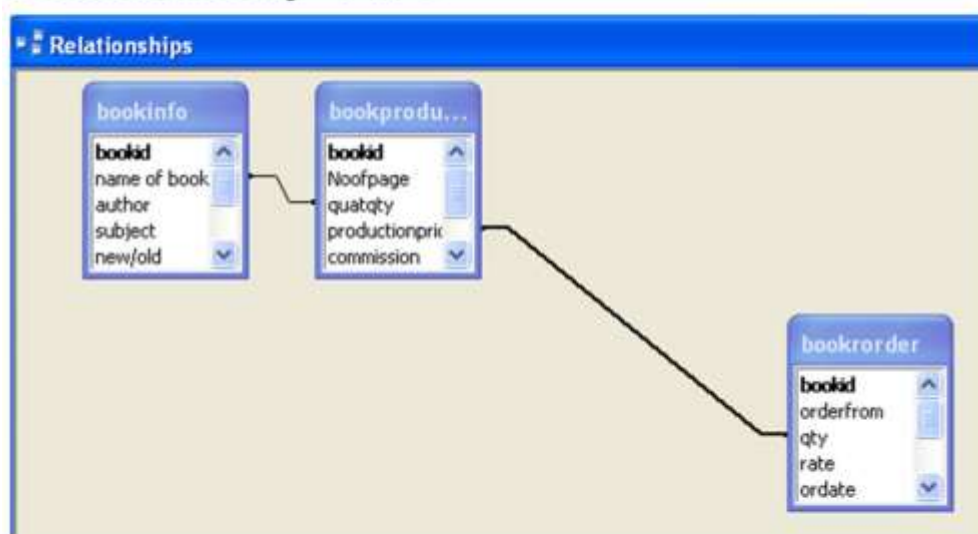 Relationships
bookinfo
bookid
name of book
author
subject
new/old
bookprodu...
bookid
Noofpage
quatqty
productionpric
commission
bookrorder
bookid
orderfrom
qty
rate
ordate